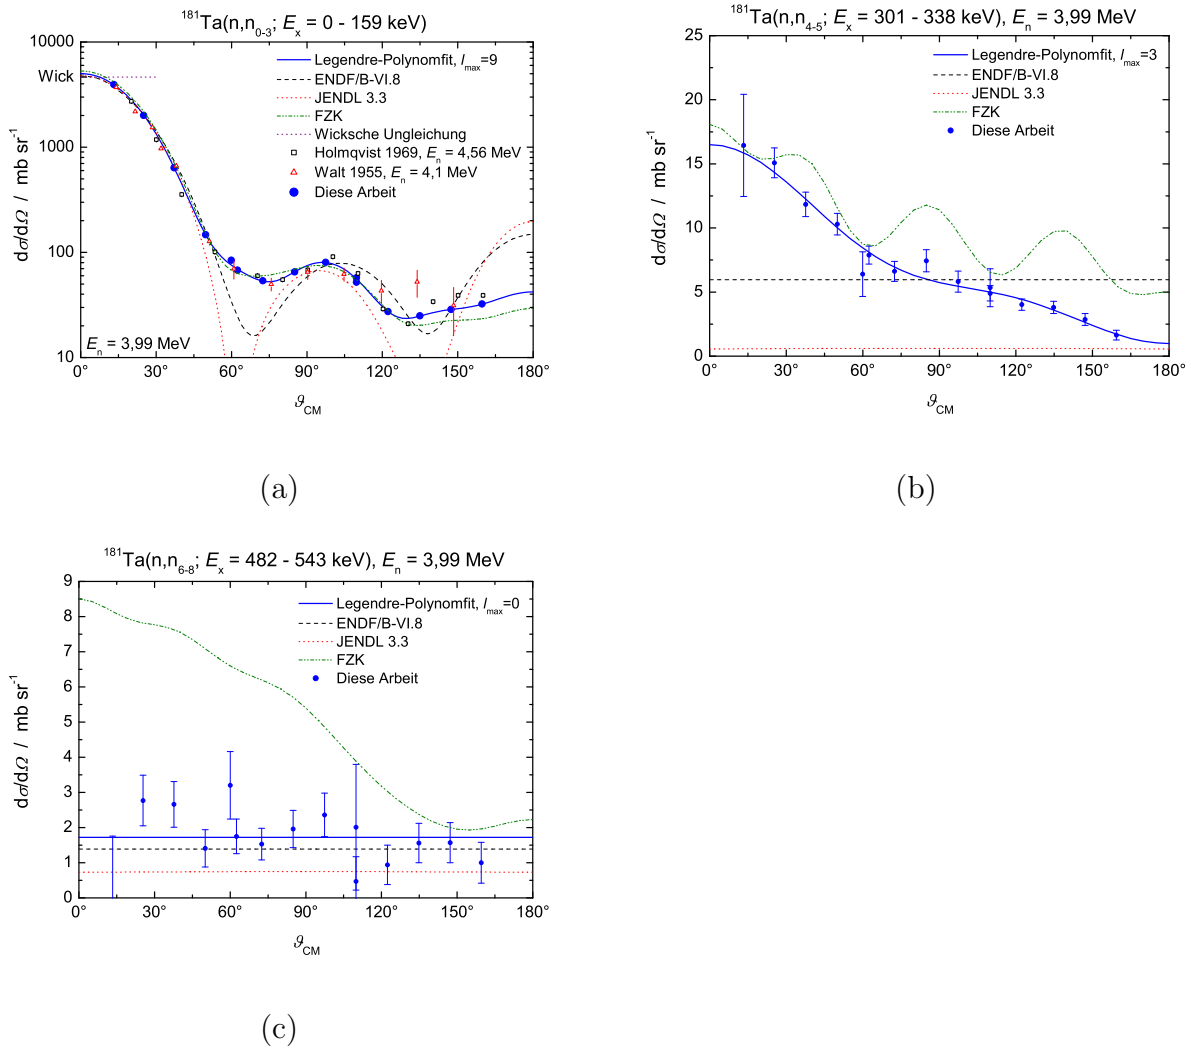 181Ta(n,n0-3; Ex = 0 - 159 keV)
10000
Wick
1000
100
10
dσ/dΩ / mb sr-1
Legendre-Polynomfit, lmax=9
ENDF/B-VI.8
JENDL 3.3
FZK
Wicksche Ungleichung
Holmqvist 1969, En = 4,56 MeV
Walt 1955, En = 4,1 MeV
Diese Arbeit
En = 3,99 MeV
0° 30° 60° 90° 120° 150° 180°
ϑCM
(a)
181Ta(n,n4-5; Ex = 301 - 338 keV), En = 3,99 MeV
25
20
15
10
5
0
dσ/dΩ / mb sr-1
Legendre-Polynomfit, lmax=3
ENDF/B-VI.8
JENDL 3.3
FZK
Diese Arbeit
0° 30° 60° 90° 120° 150° 180°
ϑCM
(b)
181Ta(n,n6-8; Ex = 482 - 543 keV), En = 3,99 MeV
9
8
7
6
5
4
3
2
1
0
dσ/dΩ / mb sr-1
Legendre-Polynomfit, lmax=0
ENDF/B-VI.8
JENDL 3.3
FZK
Diese Arbeit
0° 30° 60° 90° 120° 150° 180°
ϑCM
(c)